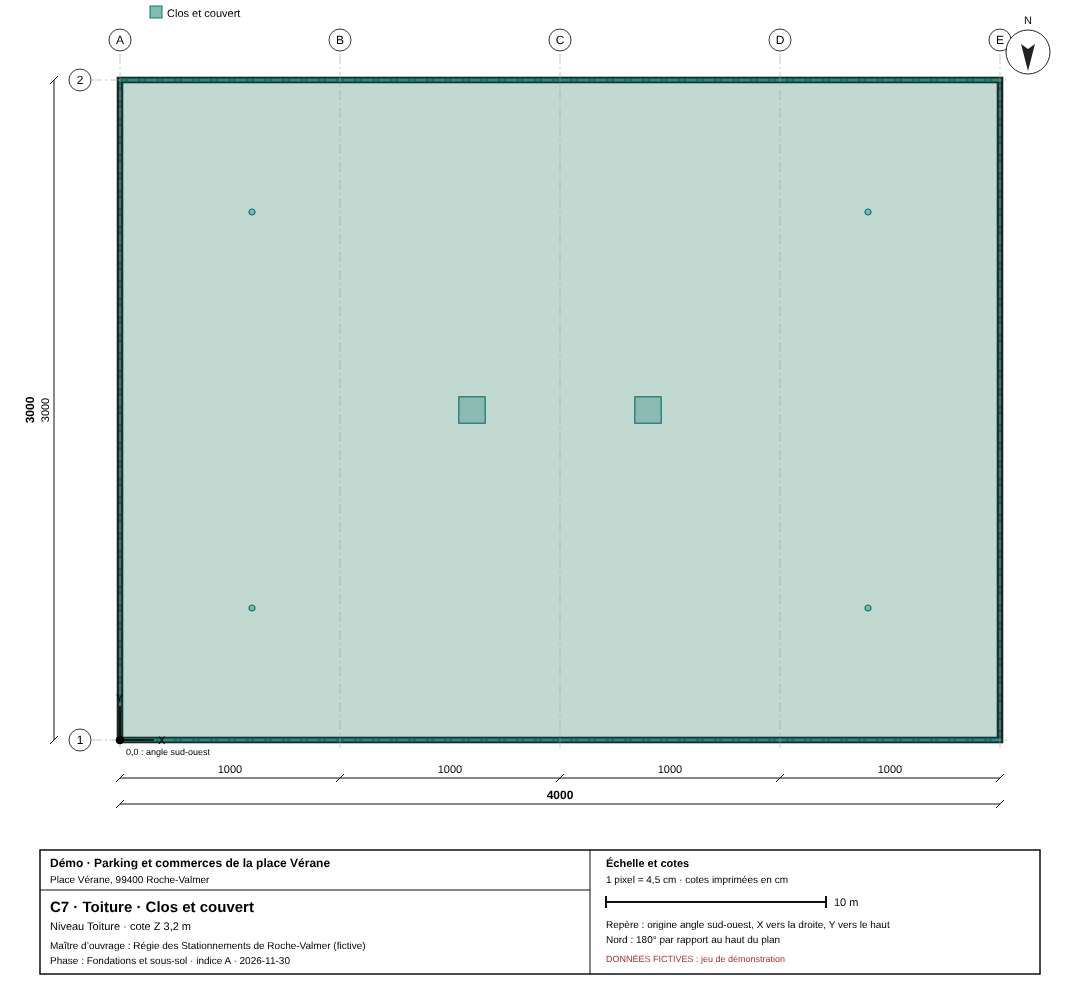 Clos et couvert
N
A
B
C
D
E
2
3000
3000
Y
1
X
0,0 : angle sud-ouest
1000
1000
1000
1000
4000
Démo · Parking et commerces de la place Vérane
Place Vérane, 99400 Roche-Valmer
C7 · Toiture · Clos et couvert
Niveau Toiture · cote Z 3,2 m
Maître d’ouvrage : Régie des Stationnements de Roche-Valmer (fictive)
Phase : Fondations et sous-sol · indice A · 2026-11-30
Échelle et cotes
1 pixel = 4,5 cm · cotes imprimées en cm
10 m
Repère : origine angle sud-ouest, X vers la droite, Y vers le haut
Nord : 180° par rapport au haut du plan
DONNÉES FICTIVES : jeu de démonstration